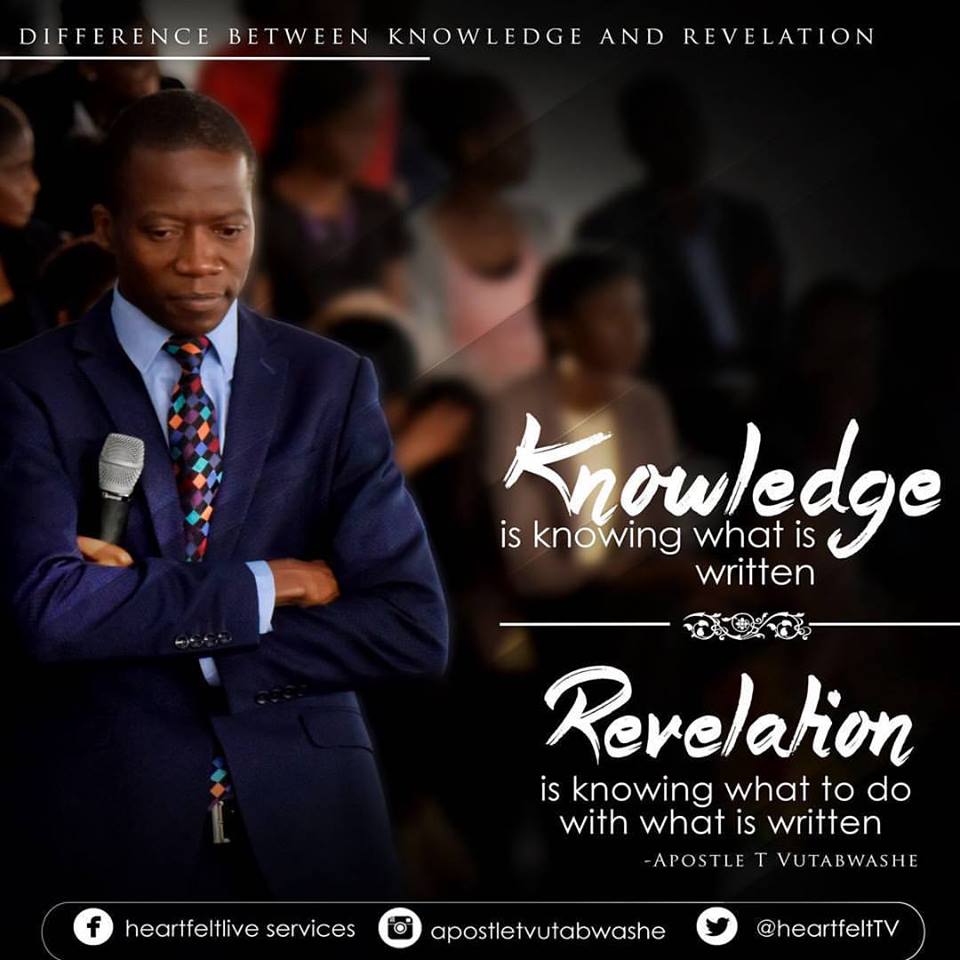 DIFFERENCE BETWEEN KNOWLEDGE AND REVELATION
Knowledge
is knowing what is
written
Revelation
is knowing what to do
with what is written
-APOSTLE T VUTABWASHE
f heartfeltlive services apostletvutabwashe @heartfeltTV